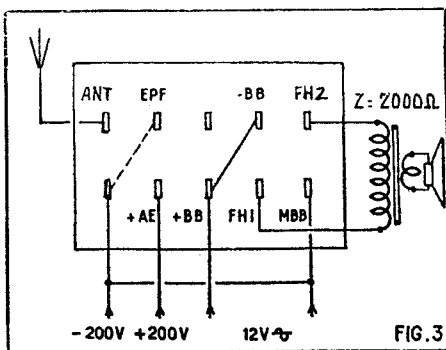 ANT EPF -BB FH2 Z = 2000Ω
+AE +BB FH1 MBB
-200V +200V 12V FIG.3